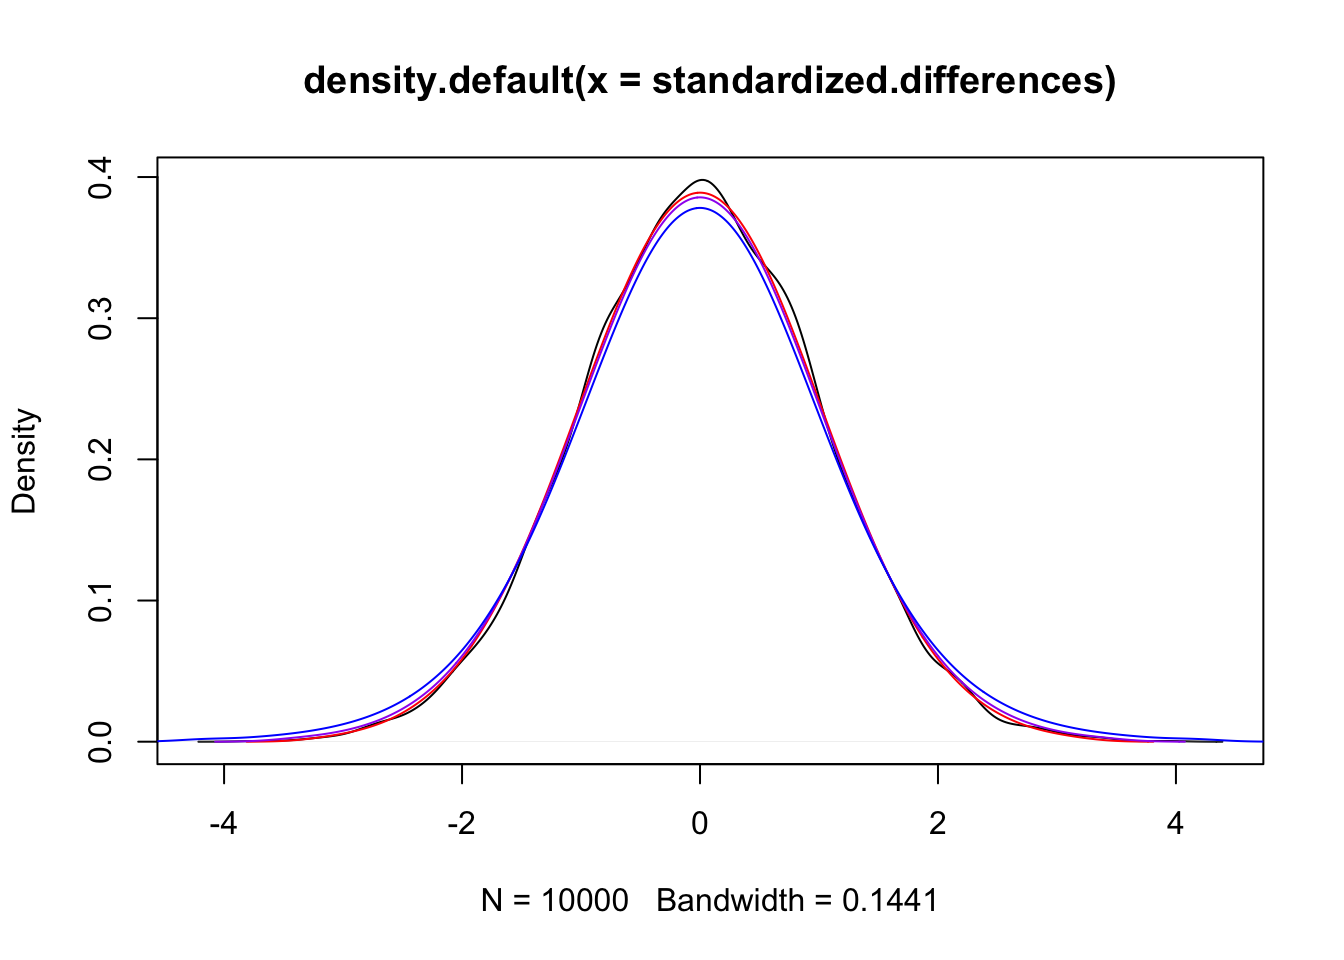 density.default(x = standardized.differences)
0.4
0.3
0.2
0.1
0.0
Density
-4 -2 0 2 4
N = 10000 Bandwidth = 0.1441